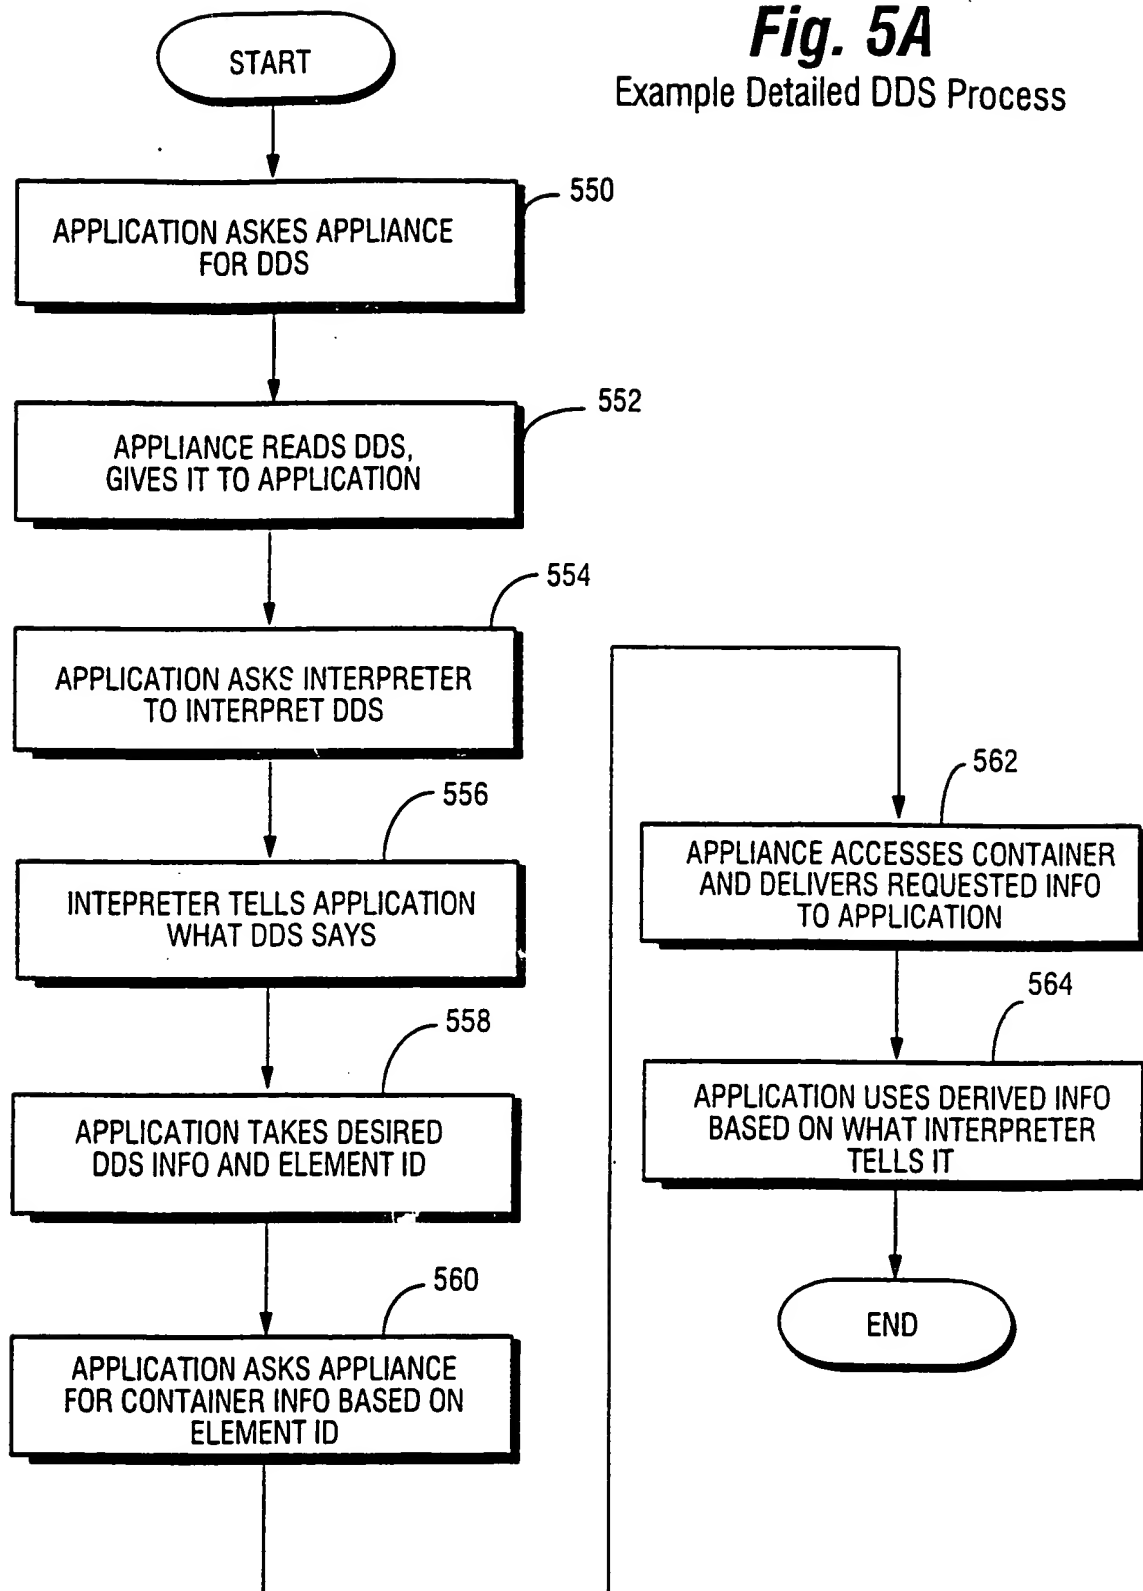 Fig. 5A
Example Detailed DDS Process
START
550
APPLICATION ASKES APPLIANCE
FOR DDS
552
APPLIANCE READS DDS,
GIVES IT TO APPLICATION
554
APPLICATION ASKS INTERPRETER
TO INTERPRET DDS
556
INTEPRETER TELLS APPLICATION
WHAT DDS SAYS
558
APPLICATION TAKES DESIRED
DDS INFO AND ELEMENT ID
560
APPLICATION ASKS APPLIANCE
FOR CONTAINER INFO BASED ON
ELEMENT ID
562
APPLIANCE ACCESSES CONTAINER
AND DELIVERS REQUESTED INFO
TO APPLICATION
564
APPLICATION USES DERIVED INFO
BASED ON WHAT INTERPRETER
TELLS IT
END